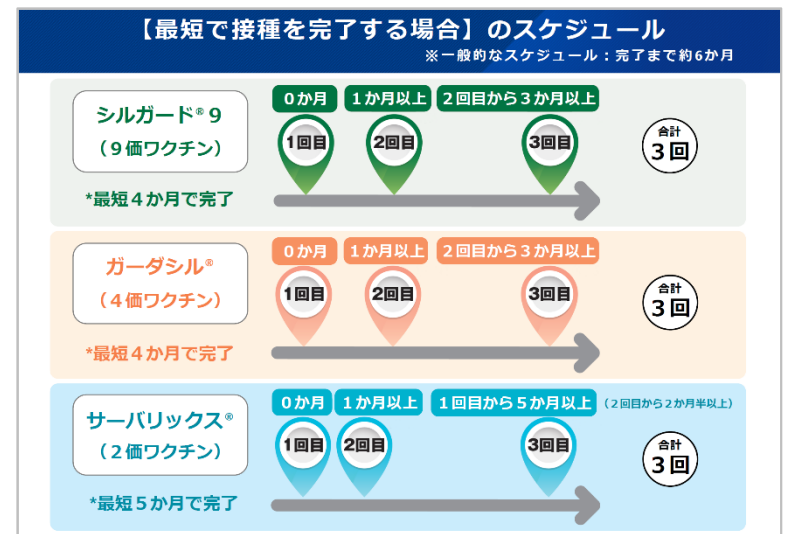 【最短で接種を完了する場合】のスケジュール
※一般的なスケジュール：完了まで約6か月
シルガード®9
（９価ワクチン）
*最短４か月で完了
０か月 １か月以上 ２回目から３か月以上
1回目 2回目 3回目
合計
３回
ガーダシル®
（４価ワクチン）
*最短４か月で完了
０か月 １か月以上 ２回目から３か月以上
1回目 2回目 3回目
合計
３回
サーバリックス®
（２価ワクチン）
*最短５か月で完了
０か月 １か月以上 １回目から５か月以上 （２回目から２か月半以上）
1回目 2回目 3回目
合計
３回